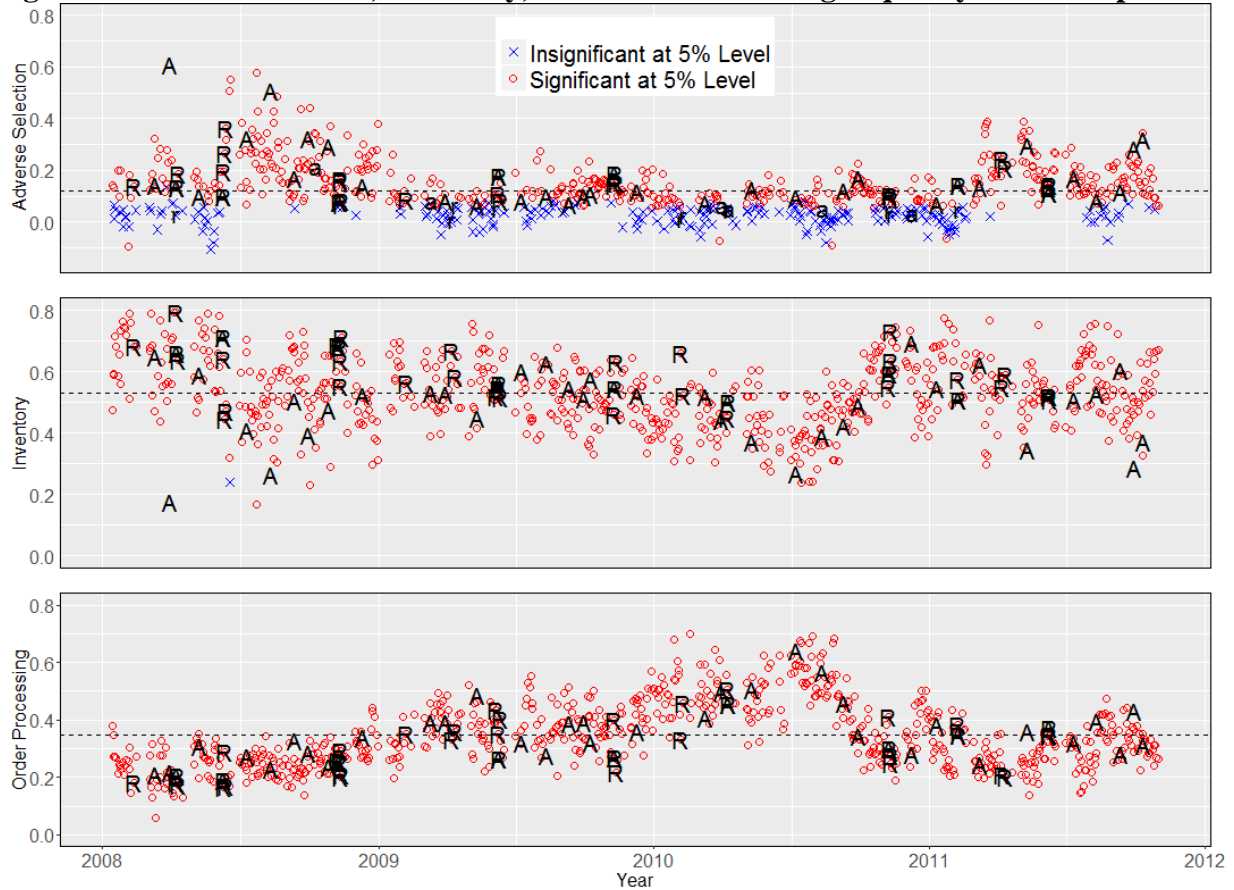 0.8
0.6
0.4
0.2
0.0
Adverse Selection
Insignificant at 5% Level
Significant at 5% Level
0.8
0.6
0.4
0.2
0.0
Inventory
0.8
0.6
0.4
0.2
0.0
Order Processing
2008 2009 2010 2011 2012
Year